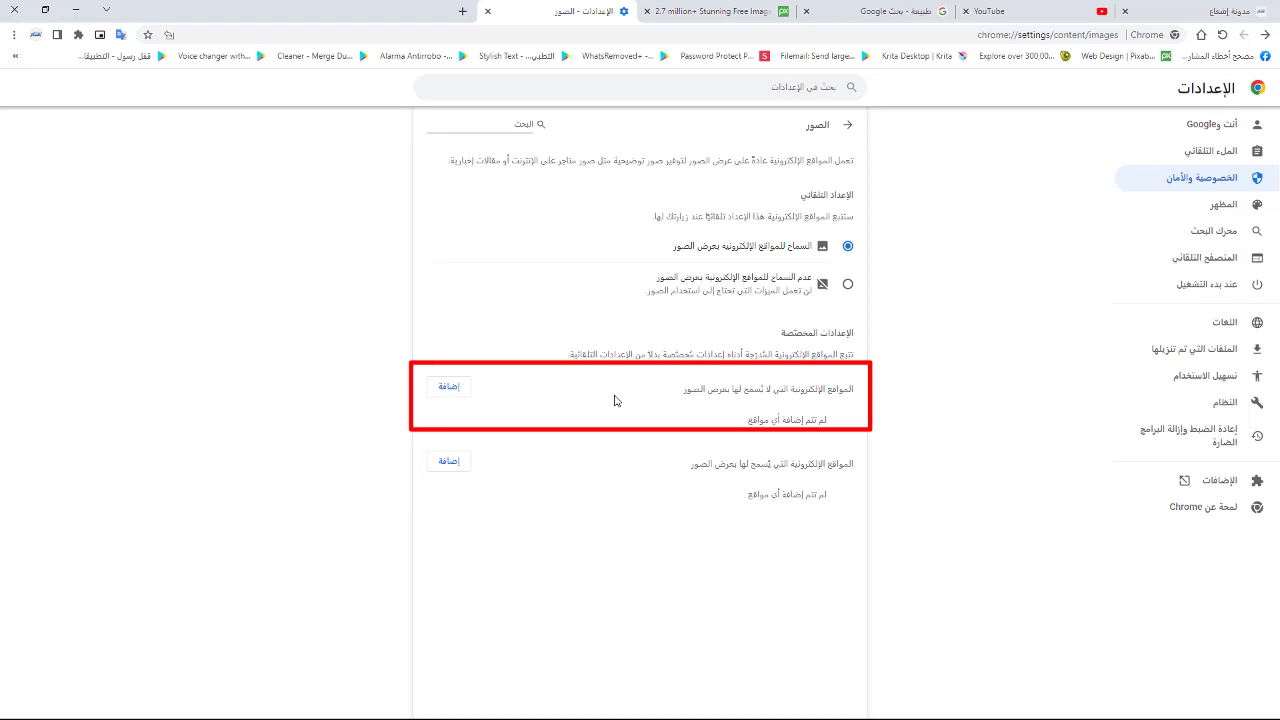 مدونة إضاءة
YouTube
طبيعة - بحث Google
2.7 million+ Stunning Free Image
الإعدادات - الصور
Chrome | chrome://settings/content/images
مصحح أخطاء المشار...
Web Design | Pixab...
Explore over 300,00...
Krita Desktop | Krita
Filemail: Send large...
Password Protect P...
WhatsRemoved+ -...
Stylish Text - التطبي...
Alarma Antirrobo -...
Cleaner - Merge Du...
Voice changer with...
قفل رسول - التطبيقا...
«
الإعدادات
بحث في الإعدادات
أنت وGoogle
الملء التلقائي
الخصوصية والأمان
المظهر
محرك البحث
المتصفح التلقائي
عند بدء التشغيل
اللغات
الملفات التي تم تنزيلها
تسهيل الاستخدام
النظام
إعادة الضبط وإزالة البرامج
الضارة
الإضافات
لمحة عن Chrome
الصور
البحث
تعمل المواقع الإلكترونية عادةً على عرض الصور لتوفير صور توضيحية مثل صور متاجر على الإنترنت أو مقالات إخبارية.
الإعداد التلقائي
ستتبع المواقع الإلكترونية هذا الإعداد تلقائيًا عند زيارتك لها.
السماح للمواقع الإلكترونية بعرض الصور
عدم السماح للمواقع الإلكترونية بعرض الصور
لن تعمل الميزات التي تحتاج إلى استخدام الصور.
الإعدادات المخصّصة
تتبع المواقع الإلكترونية المُدرَجة أدناه إعدادات مُخصَّصة بدلاً من الإعدادات التلقائية.
المواقع الإلكترونية التي لا يُسمح لها بعرض الصور
إضافة
لم تتم إضافة أي مواقع
المواقع الإلكترونية التي يُسمح لها بعرض الصور
إضافة
لم تتم إضافة أي مواقع